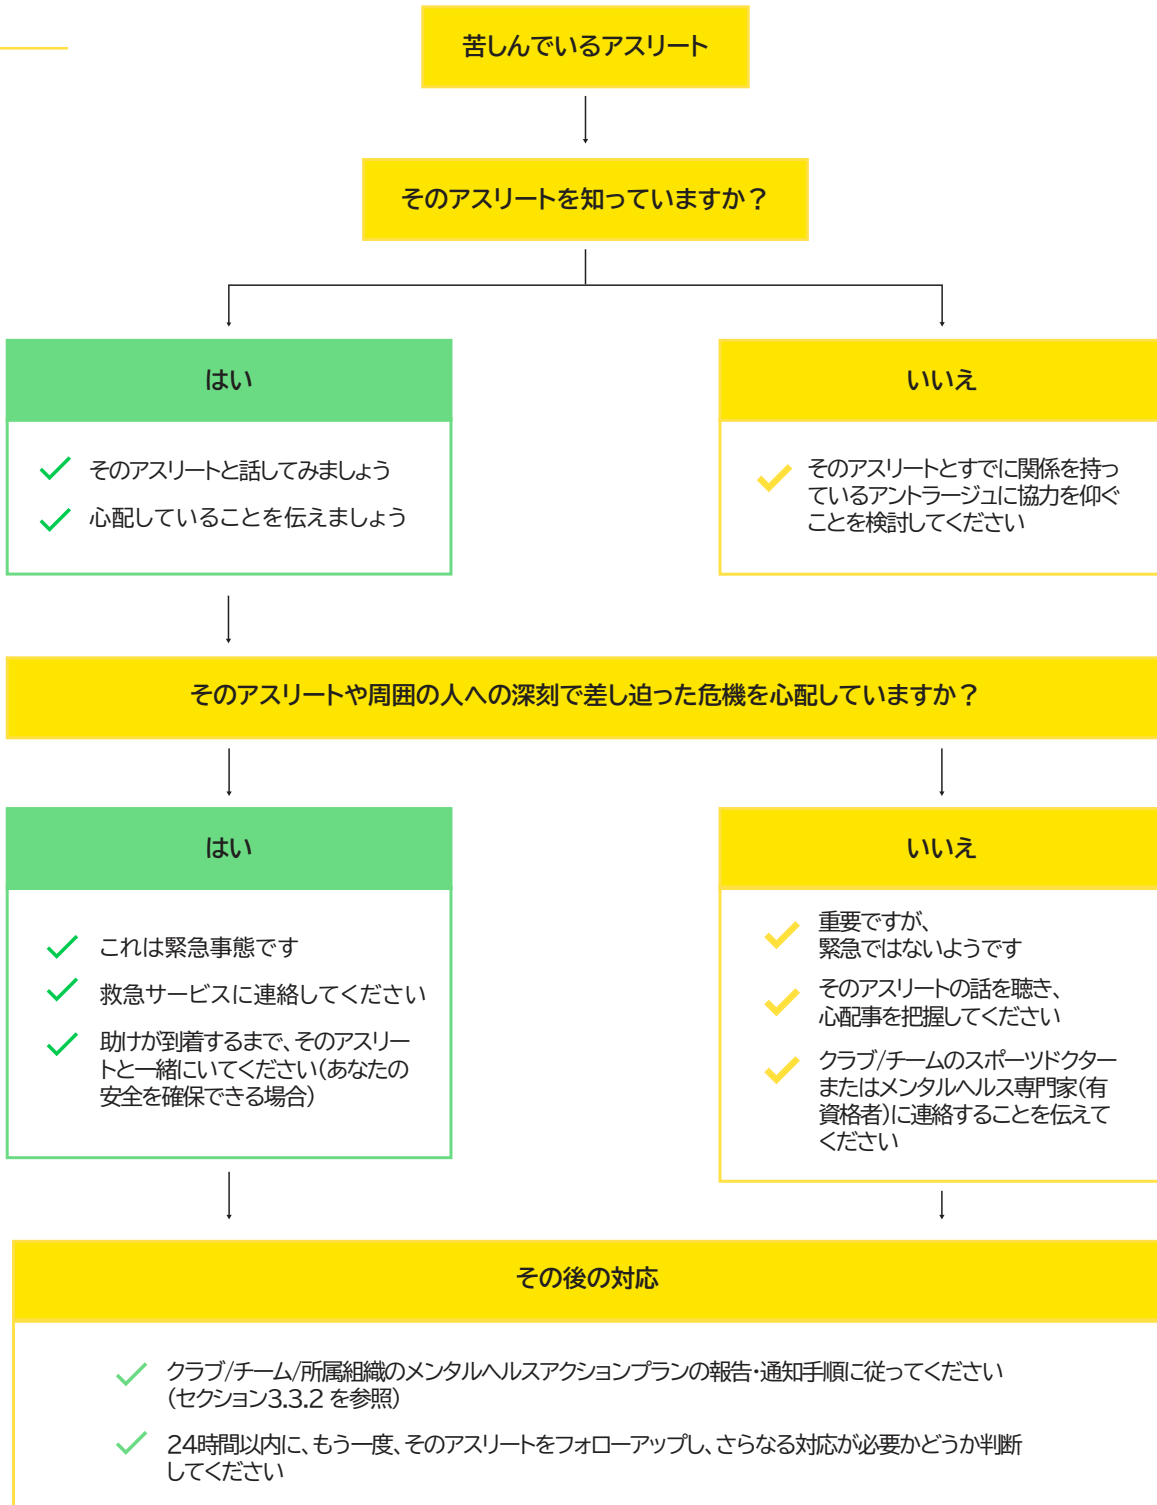 苦しんでいるアスリート
そのアスリートを知っていますか？
はい
そのアスリートと話してみましょう
心配していることを伝えましょう
いいえ
そのアスリートとすでに関係を持っ
ているアントラージュに協力を仰ぐ
ことを検討してください
そのアスリートや周囲の人への深刻で差し迫った危機を心配していますか？
はい
これは緊急事態です
救急サービスに連絡してください
助けが到着するまで、そのアスリー
トと一緒にいてください（あなたの
安全を確保できる場合）
いいえ
重要ですが、
緊急ではないようです
そのアスリートの話を聴き、
心配事を把握してください
クラブ/チームのスポーツドクター
またはメンタルヘルス専門家（有
資格者）に連絡することを伝えて
ください
その後の対応
クラブ/チーム/所属組織のメンタルヘルスアクションプランの報告・通知手順に従ってください
（セクション3.3.2 を参照）
24時間以内に、もう一度、そのアスリートをフォローアップし、さらなる対応が必要かどうか判断
してください